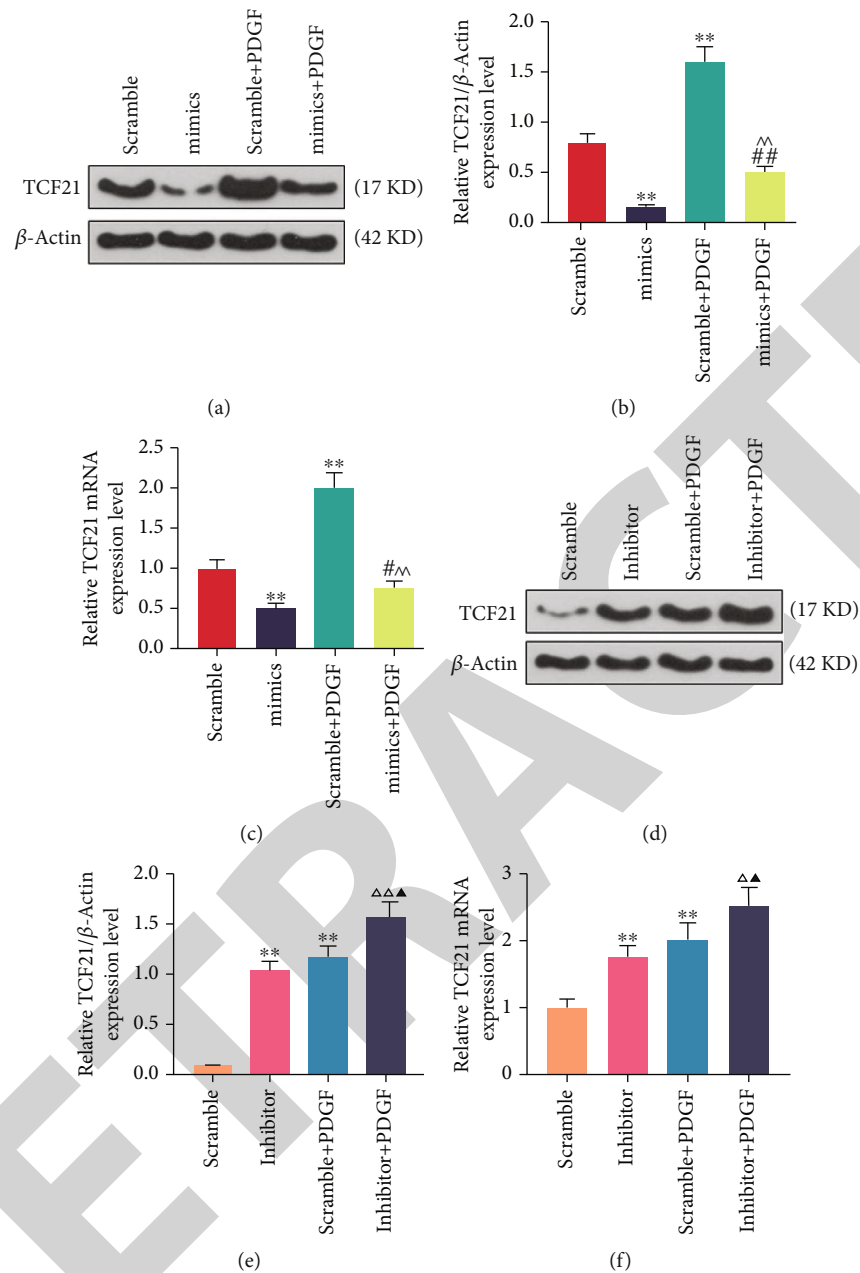 Scramble
mimics
Scramble+PDGF
mimics+PDGF
TCF21
(17 KD)
β-Actin
(42 KD)
(a)
Relative TCF21/β-Actin
expression level
2.0
1.5
1.0
0.5
0.0
**
**
^^
##
Scramble
mimics
Scramble+PDGF
mimics+PDGF
(b)
Relative TCF21 mRNA
expression level
2.5
2.0
1.5
1.0
0.5
0.0
**
**
#^^
Scramble
mimics
Scramble+PDGF
mimics+PDGF
(c)
Scramble
Inhibitor
Scramble+PDGF
Inhibitor+PDGF
TCF21
(17 KD)
β-Actin
(42 KD)
(d)
Relative TCF21/β-Actin
expression level
2.0
1.5
1.0
0.5
0.0
**
**
△△▲
Scramble
Inhibitor
Scramble+PDGF
Inhibitor+PDGF
(e)
Relative TCF21 mRNA
expression level
3
2
1
0
**
**
△▲
Scramble
Inhibitor
Scramble+PDGF
Inhibitor+PDGF
(f)
ETRACT